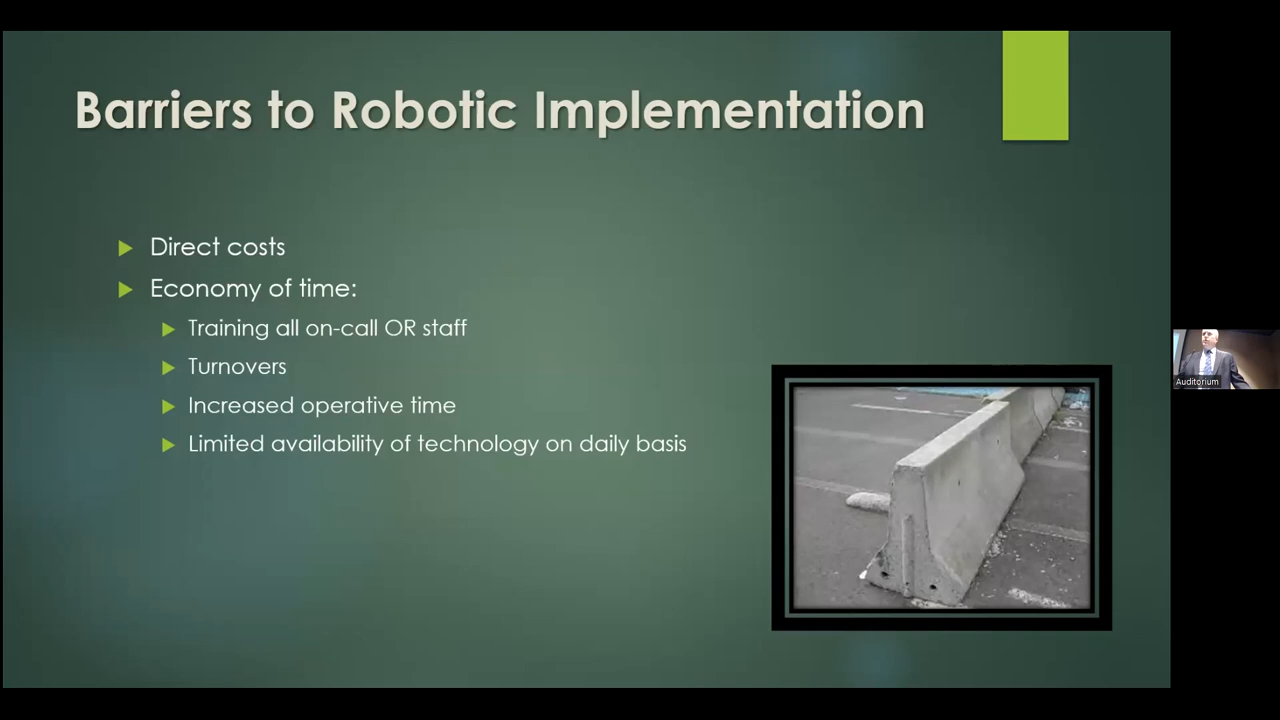 Barriers to Robotic Implementation
Direct costs
Economy of time:
Training all on-call OR staff
Turnovers
Increased operative time
Limited availability of technology on daily basis
Auditorium